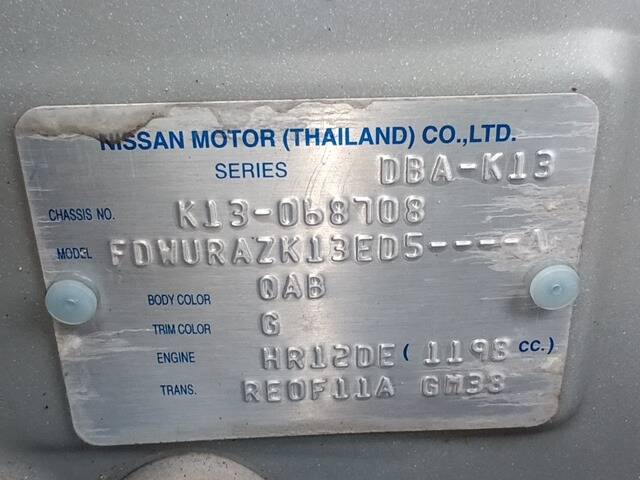 NISSAN MOTOR (THAILAND) CO.,LTD.
SERIES DBA-K13
CHASSIS NO. K13-068708
MODEL FDWURAZK13ED5----A
BODY COLOR QAB
TRIM COLOR G
ENGINE HR12DE ( 1198 CC.)
TRANS. RE0F11A GM38